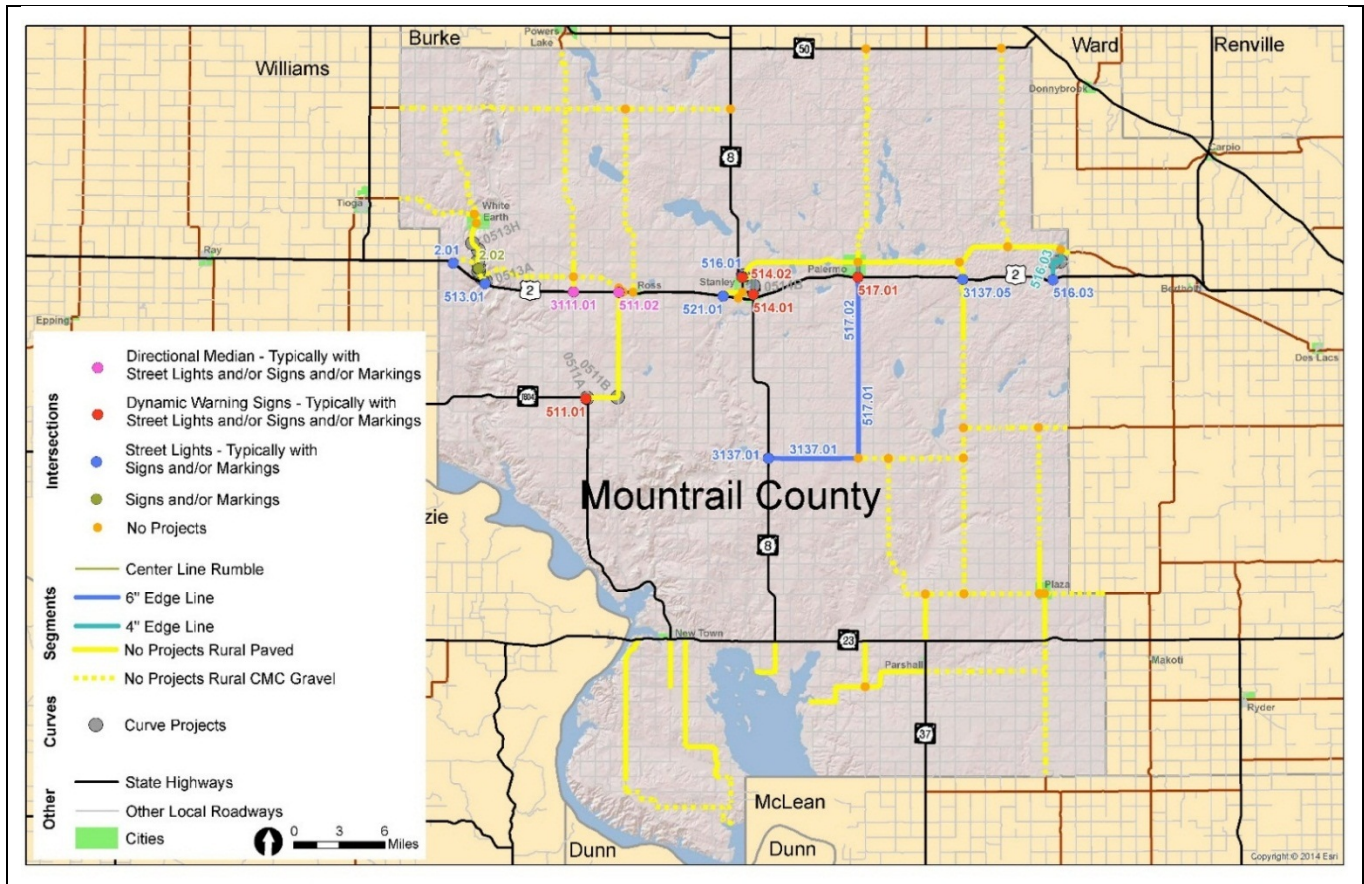 Burke
Powers
Lake
50
Ward
Renville
Williams
Donnybrook
8
Carpio
Tioga
White
Earth
10513H
2.01
2.02
10513A
Ray
513.01
2
3111.01
Ross
511.02
516.01
514.02
Stanley
0514B
521.01
514.01
Palermo
517.01
2
3137.05
516.03
516.03
Berthold
Epping
Des Lacs
517.02
0511A
0511B
1804
511.01
517.01
3137.01
3137.01
Mountrail County
zie
8
Plaza
New Town
23
Parshall
Makoti
Ryder
37
McLean
Dunn
Dunn
Intersections
Directional Median - Typically with
Street Lights and/or Signs and/or Markings
Dynamic Warning Signs - Typically with
Street Lights and/or Signs and/or Markings
Street Lights - Typically with
Signs and/or Markings
Signs and/or Markings
No Projects
Segments
Center Line Rumble
6" Edge Line
4" Edge Line
No Projects Rural Paved
No Projects Rural CMC Gravel
Curves
Curve Projects
Other
State Highways
Other Local Roadways
Cities
0 3 6
Miles
Copyright:© 2014 Esri